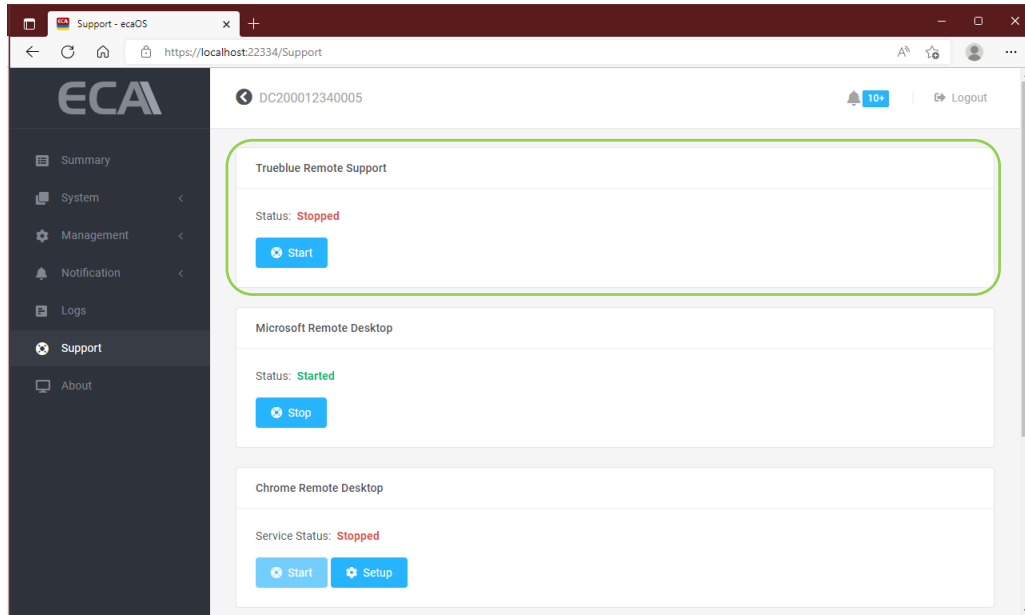 Support - ecaOS
https://localhost:22334/Support
ECA
DC200012340005
10+
Logout
Summary
System
Management
Notification
Logs
Support
About
Trueblue Remote Support
Status: Stopped
Start
Microsoft Remote Desktop
Status: Started
Stop
Chrome Remote Desktop
Service Status: Stopped
Start
Setup